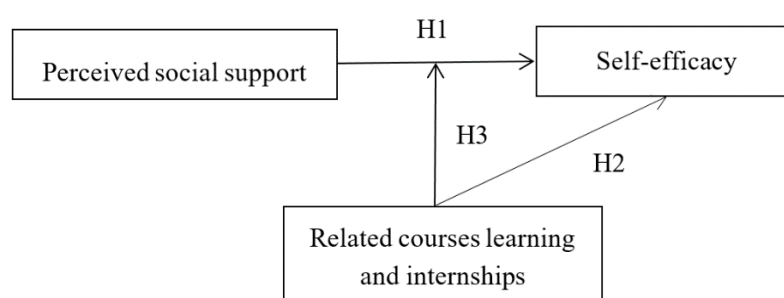 H1
Perceived social support
Self-efficacy
H3
H2
Related courses learning
and internships